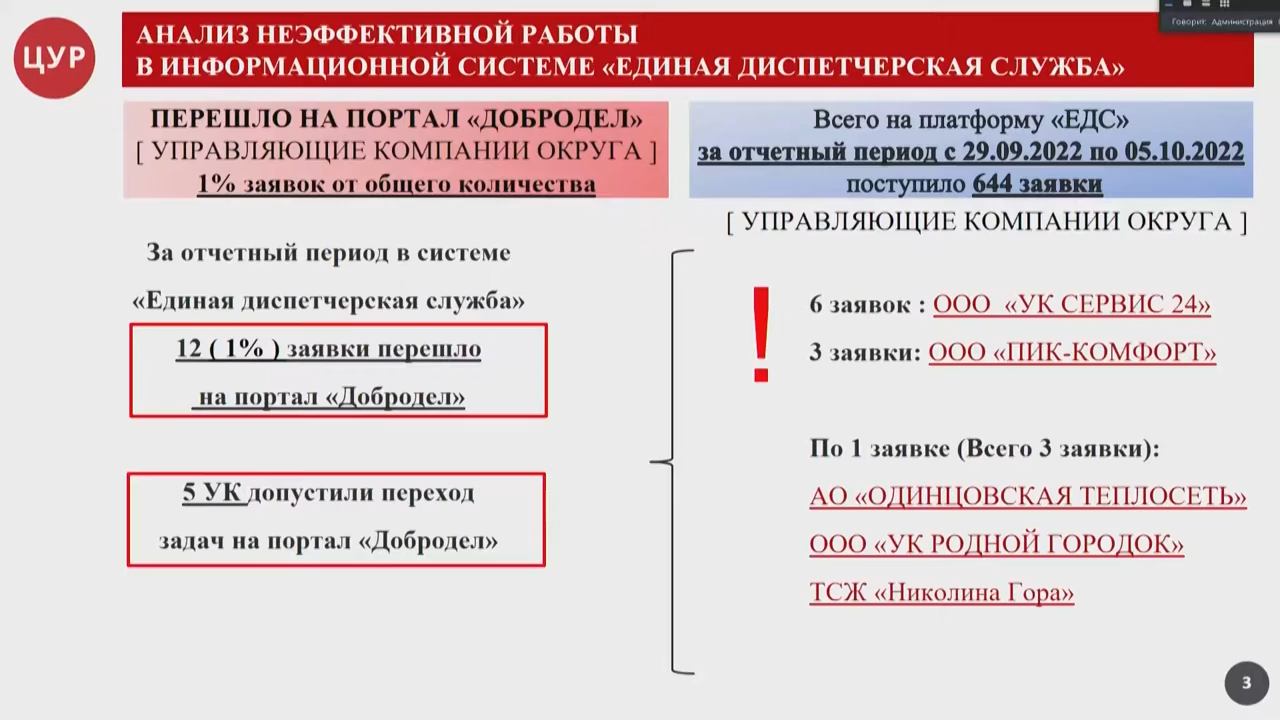 Говорит: Администрация
ЦУР
АНАЛИЗ НЕЭФФЕКТИВНОЙ РАБОТЫ
В ИНФОРМАЦИОННОЙ СИСТЕМЕ «ЕДИНАЯ ДИСПЕТЧЕРСКАЯ СЛУЖБА»
ПЕРЕШЛО НА ПОРТАЛ «ДОБРОДЕЛ»
[ УПРАВЛЯЮЩИЕ КОМПАНИИ ОКРУГА ]
1% заявок от общего количества
Всего на платформу «ЕДС»
за отчетный период с 29.09.2022 по 05.10.2022
поступило 644 заявки
[ УПРАВЛЯЮЩИЕ КОМПАНИИ ОКРУГА ]
За отчетный период в системе
«Единая диспетчерская служба»
12 ( 1% ) заявки перешло
на портал «Добродел»
5 УК допустили переход
задач на портал «Добродел»
!
6 заявок : ООО «УК СЕРВИС 24»
3 заявки: ООО «ПИК-КОМФОРТ»
По 1 заявке (Всего 3 заявки):
АО «ОДИНЦОВСКАЯ ТЕПЛОСЕТЬ»
ООО «УК РОДНОЙ ГОРОДОК»
ТСЖ «Николина Гора»
3